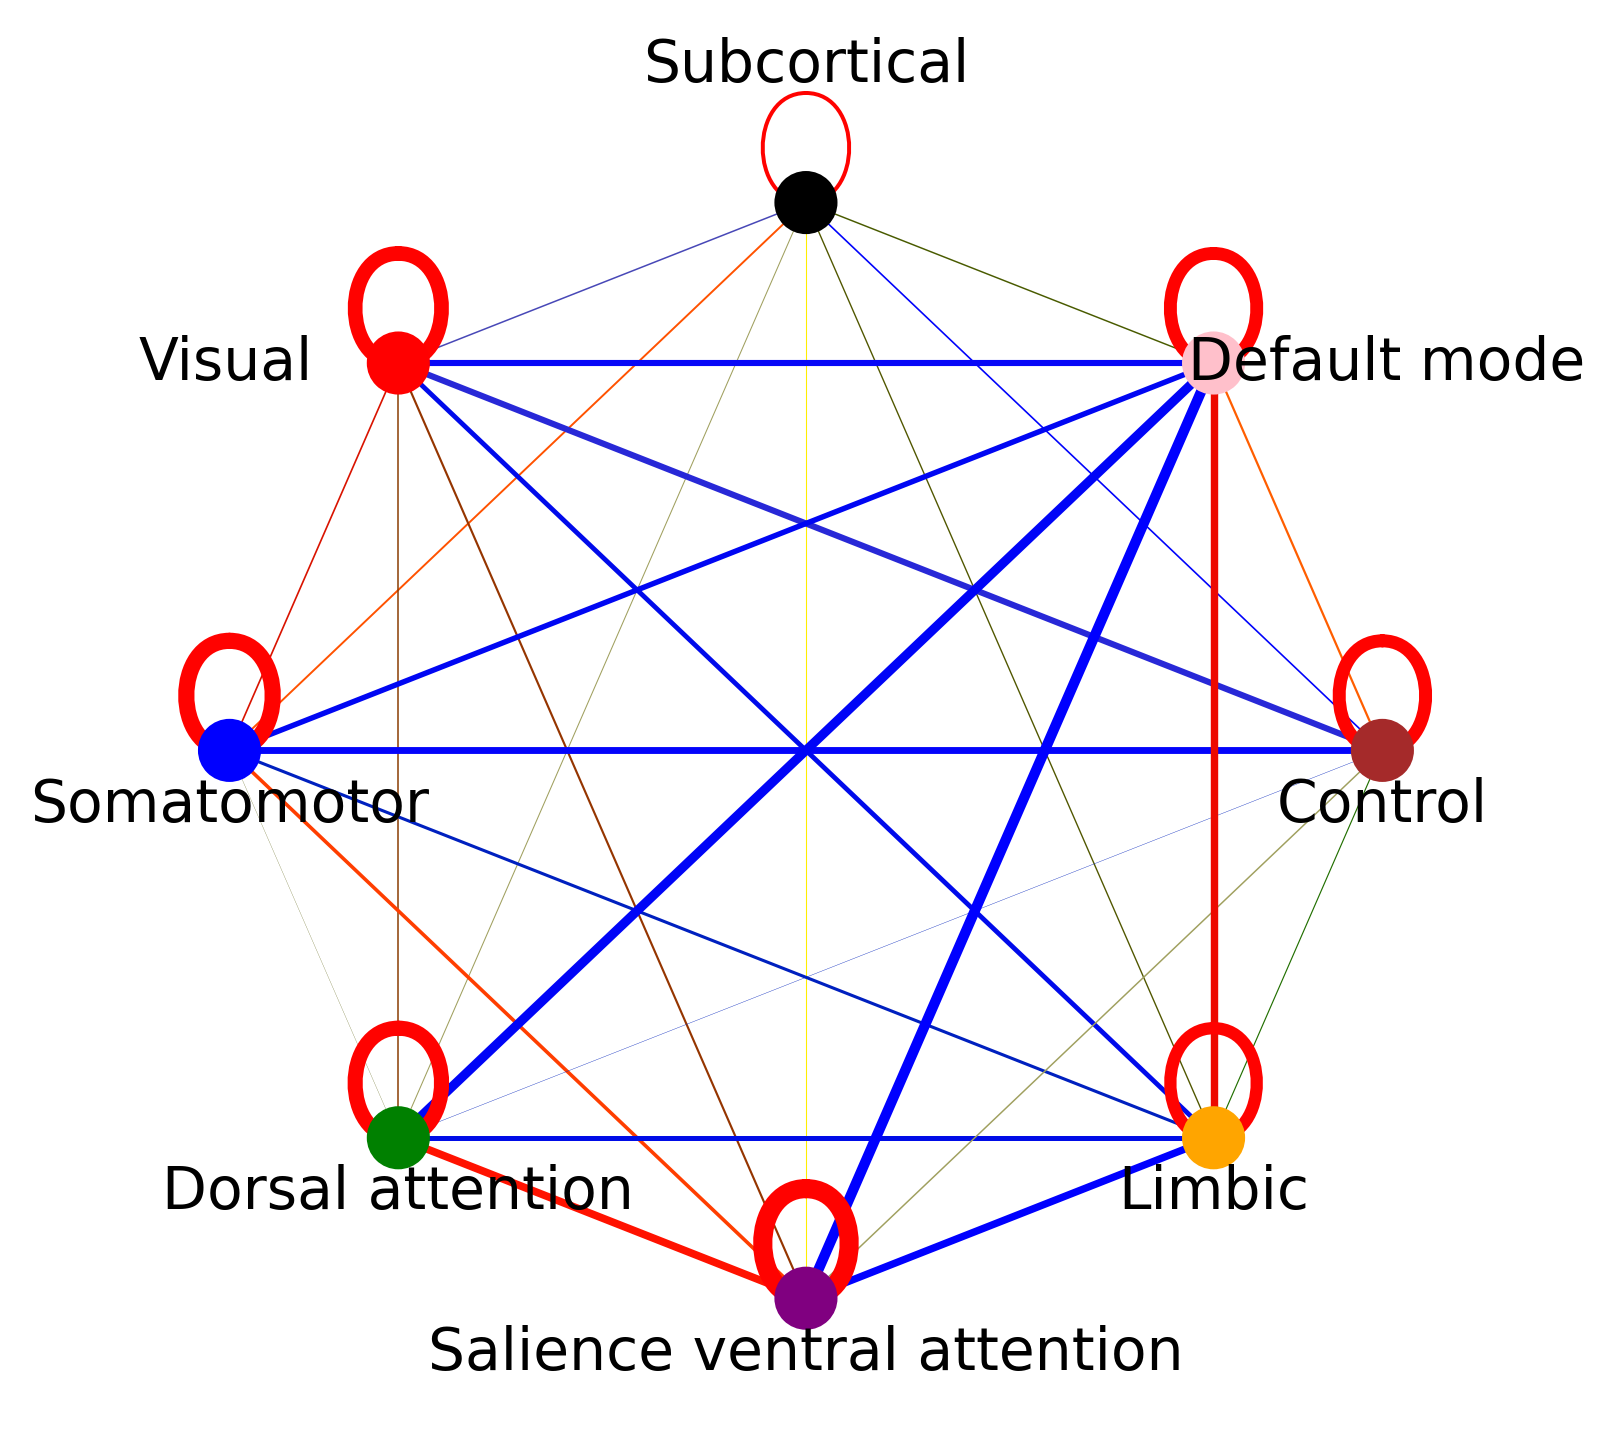 Subcortical
Visual
Default mode
Somatomotor
Control
Dorsal attention
Limbic
Salience ventral attention